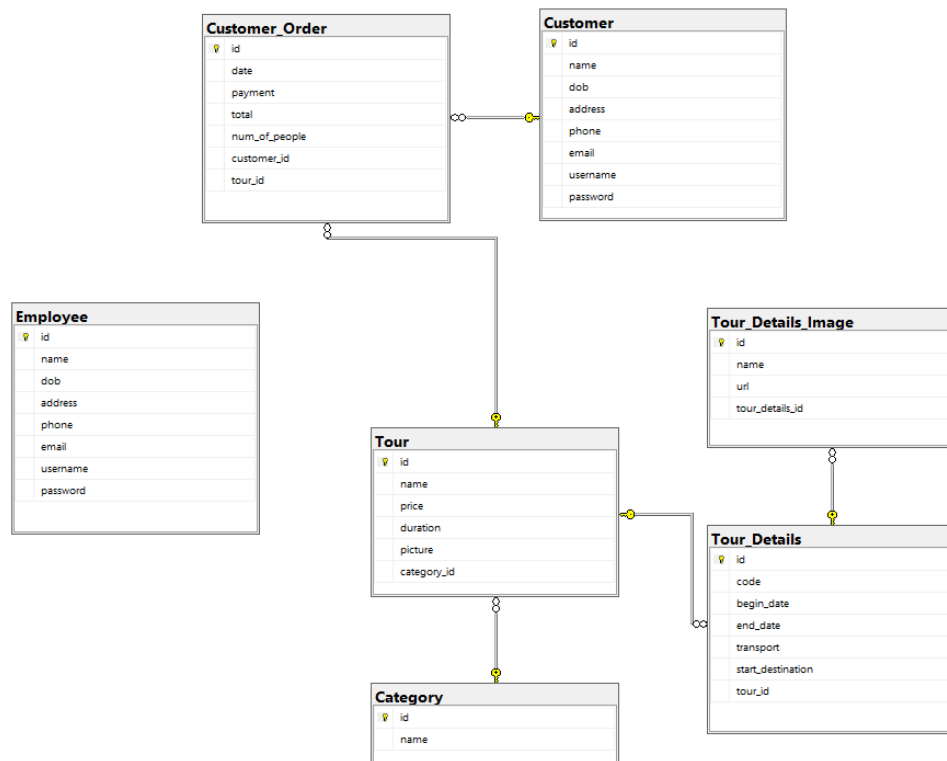 Customer_Order
id
date
payment
total
num_of_people
customer_id
tour_id
Customer
id
name
dob
address
phone
email
username
password
Employee
id
name
dob
address
phone
email
username
password
Tour_Details_Image
id
name
url
tour_details_id
Tour
id
name
price
duration
picture
category_id
Tour_Details
id
code
begin_date
end_date
transport
start_destination
tour_id
Category
id
name